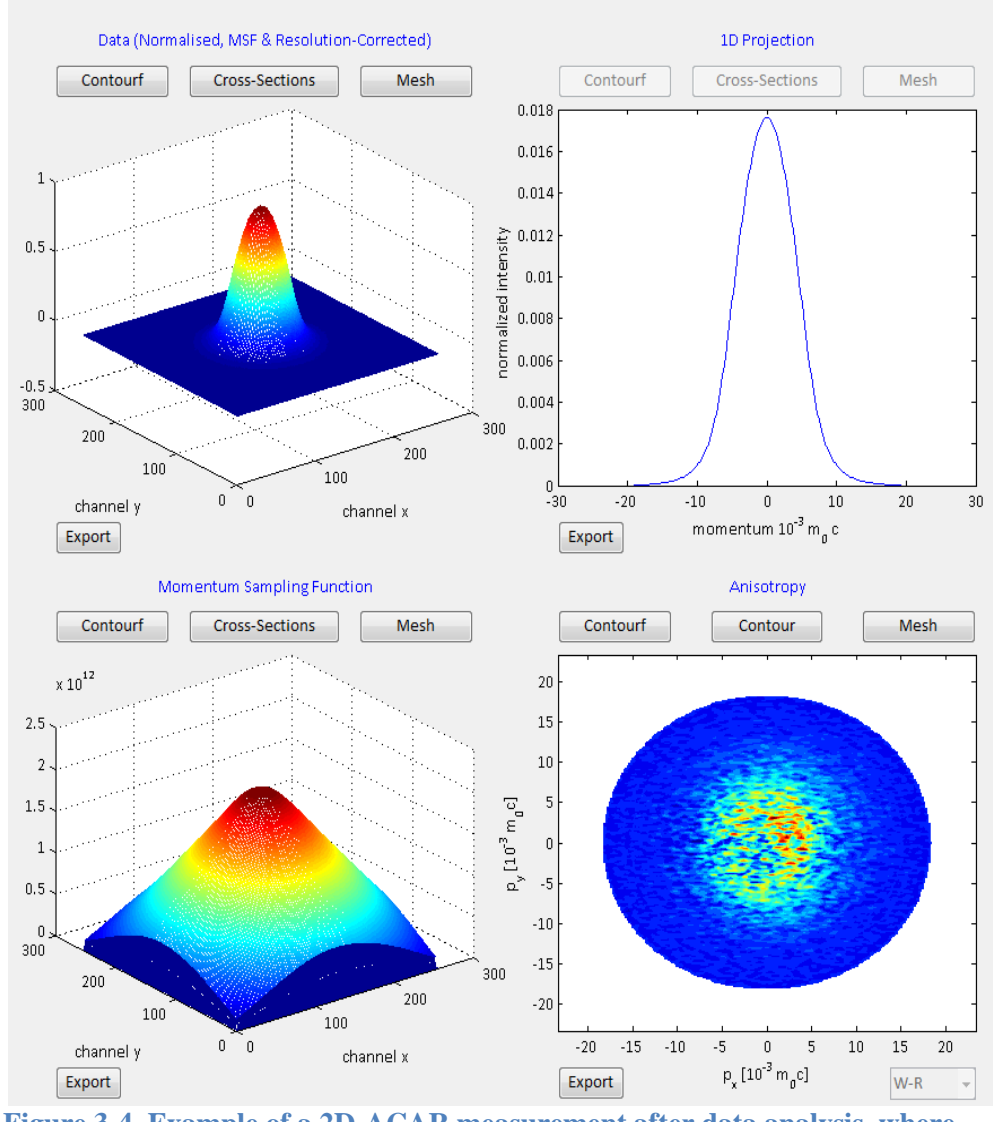 Data (Normalised, MSF & Resolution-Corrected)
Contourf Cross-Sections Mesh
1
0.5
0
-0.5
300
200
100
0
0
100
200
300
channel y
channel x
Export
1D Projection
Contourf Cross-Sections Mesh
0.018
0.016
0.014
0.012
0.01
0.008
0.006
0.004
0.002
0
normalized intensity
-30 -20 -10 0 10 20 30
momentum 10⁻³ m₀ c
Export
Momentum Sampling Function
Contourf Cross-Sections Mesh
x 10¹²
2.5
2
1.5
1
0.5
0
300
200
100
0
0
100
200
300
channel y
channel x
Export
Anisotropy
Contourf Contour Mesh
20
15
10
5
0
-5
-10
-15
-20
p_y [10⁻³ m₀c]
-20 -15 -10 -5 0 5 10 15 20
p_x [10⁻³ m₀c]
Export
W-R
Figure 3-4. Example of a 2D-ACAR measurement after data analysis, where